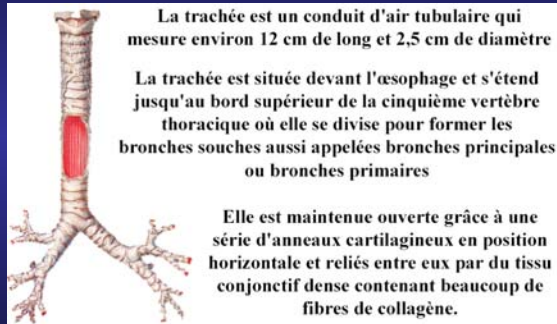 La trachée est un conduit d'air tubulaire qui
mesure environ 12 cm de long et 2,5 cm de diamètre
La trachée est située devant l'œsophage et s'étend
jusqu'au bord supérieur de la cinquième vertèbre
thoracique où elle se divise pour former les
bronches souches aussi appelées bronches principales
ou bronches primaires
Elle est maintenue ouverte grâce à une
série d'anneaux cartilagineux en position
horizontale et reliés entre eux par du tissu
conjonctif dense contenant beaucoup de
fibres de collagène.